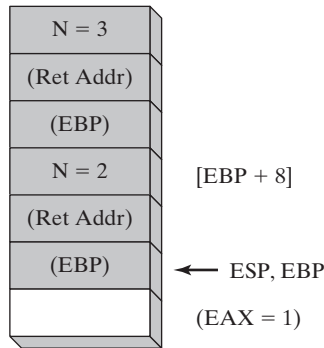 N = 3
(Ret Addr)
(EBP)
N = 2
[EBP + 8]
(Ret Addr)
(EBP)
ESP, EBP
(EAX = 1)